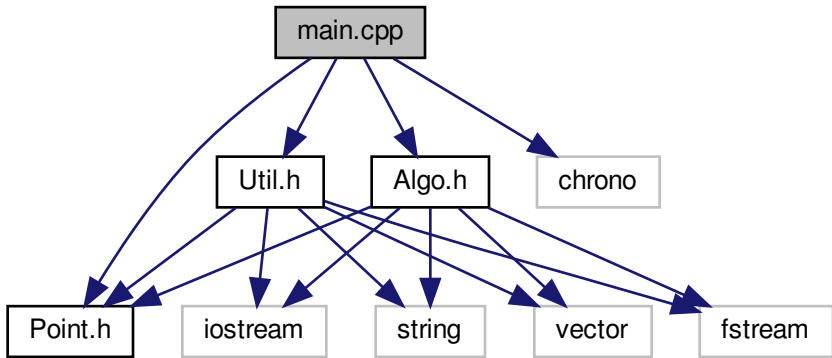 main.cpp
Util.h
Algo.h
chrono
Point.h
iostream
string
vector
fstream